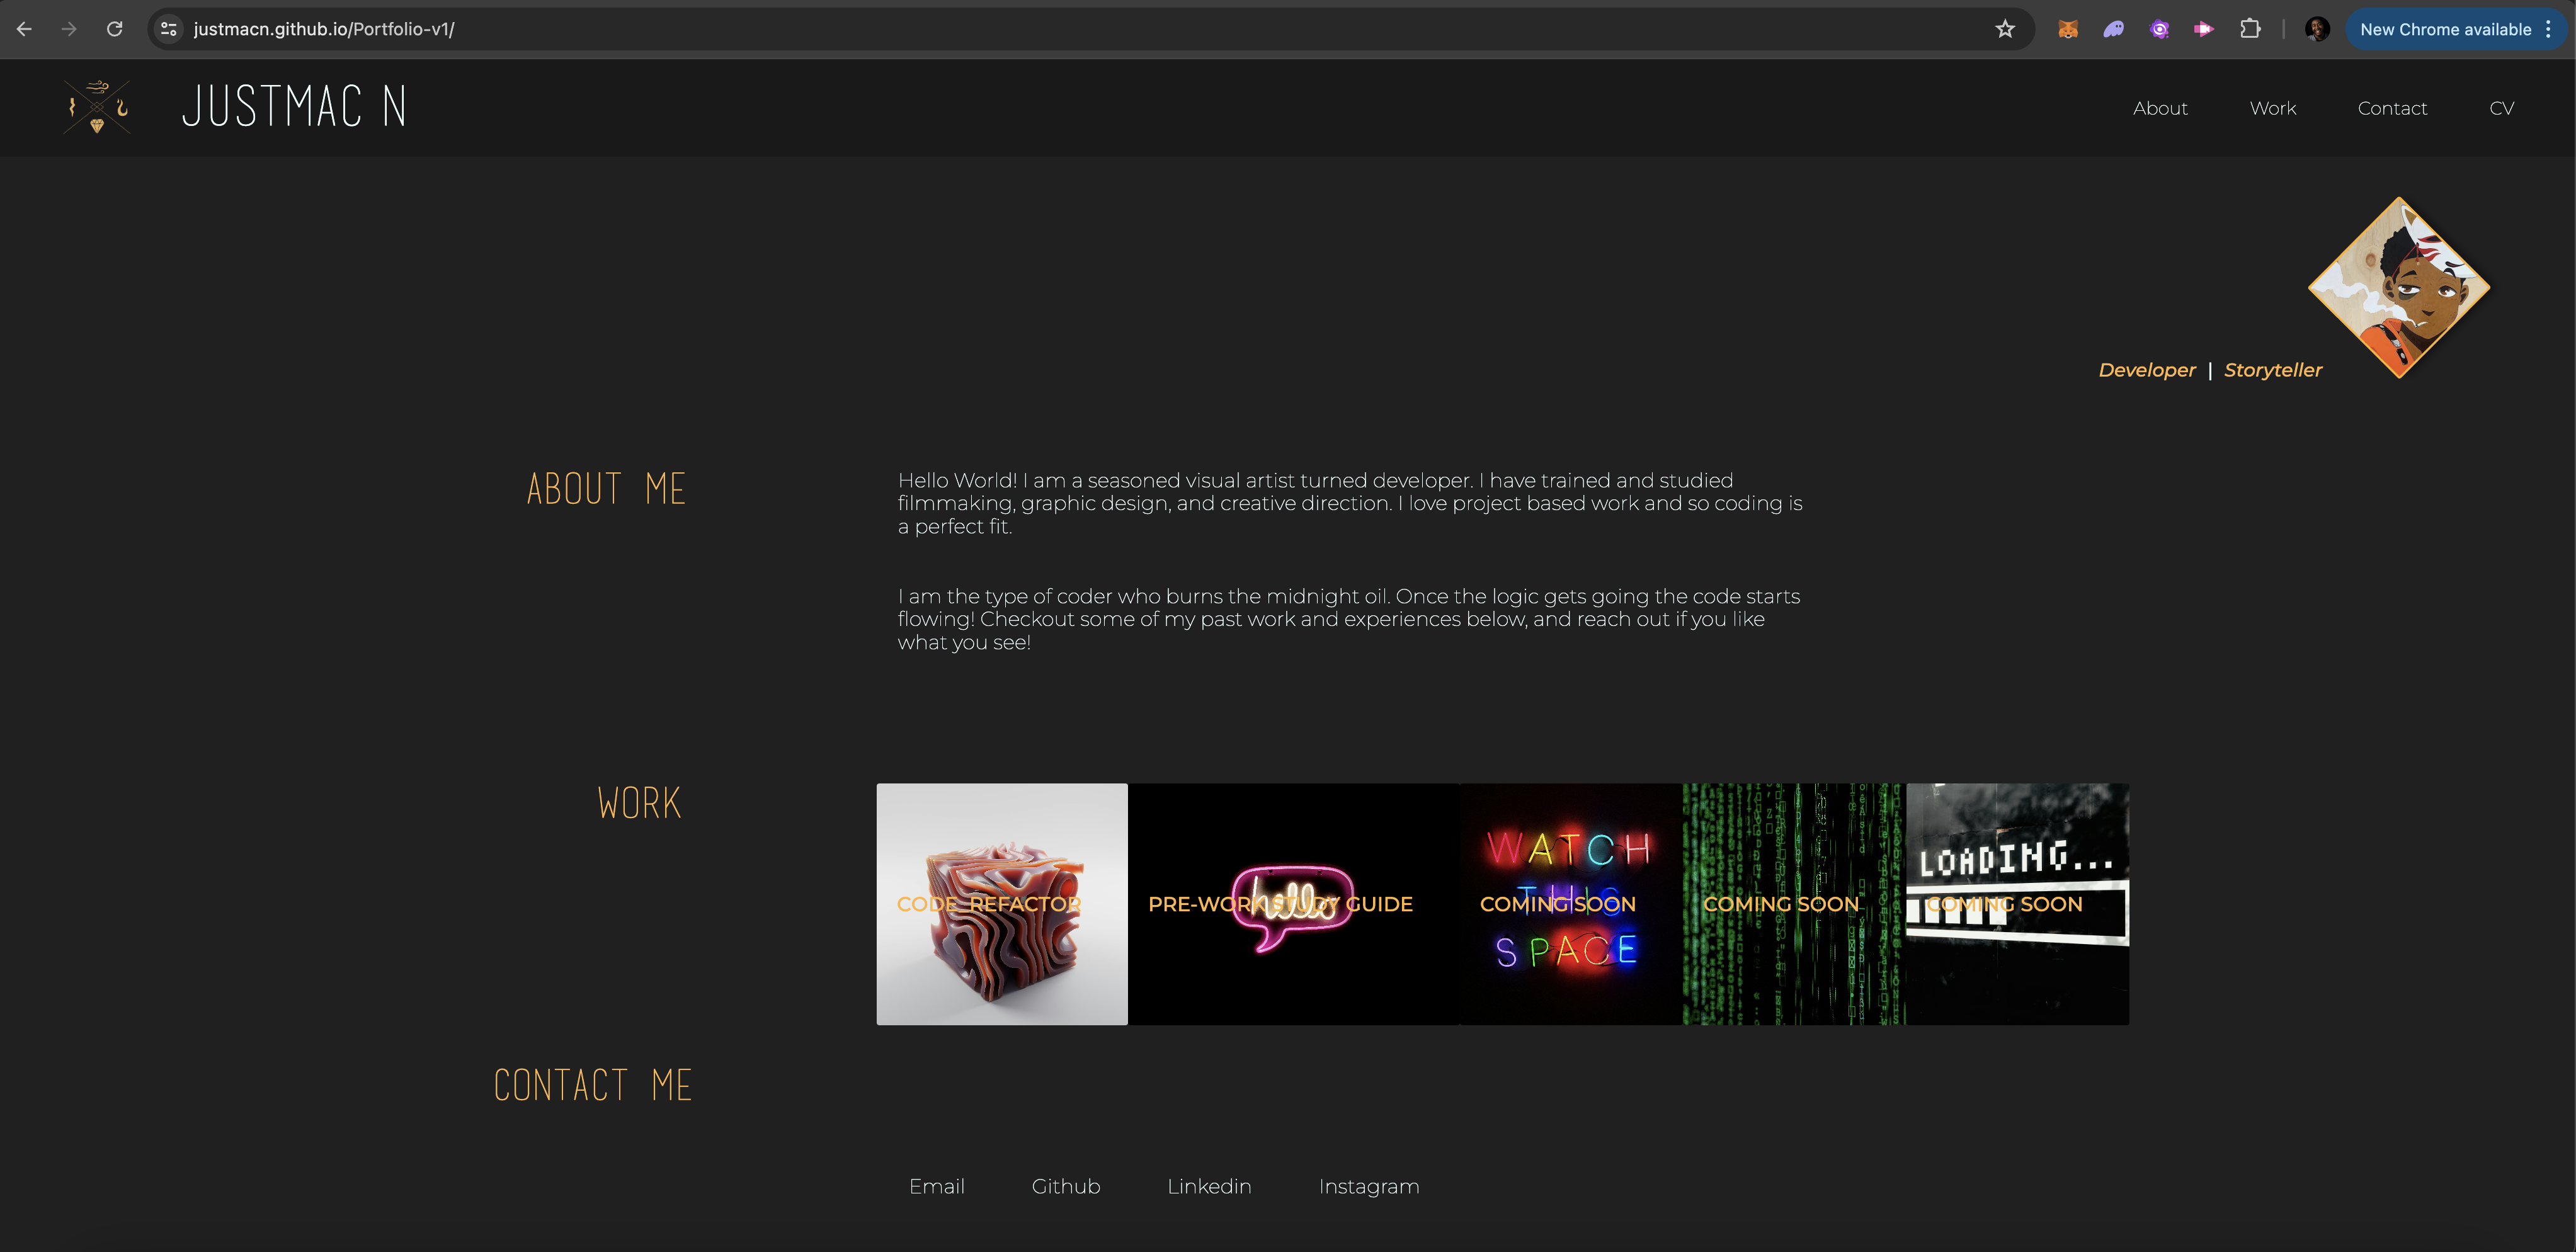 justmacn.github.io/Portfolio-v1/
New Chrome available
JUSTMAC N
About
Work
Contact
CV
Developer | Storyteller
ABOUT ME
Hello World! I am a seasoned visual artist turned developer. I have trained and studied
filmmaking, graphic design, and creative direction. I love project based work and so coding is
a perfect fit.
I am the type of coder who burns the midnight oil. Once the logic gets going the code starts
flowing! Checkout some of my past work and experiences below, and reach out if you like
what you see!
WORK
CODE REFACTOR
hello
PRE-WORK STUDY GUIDE
WATCH
THIS
SPACE
COMING SOON
COMING SOON
LOADING...
COMING SOON
CONTACT ME
Email
Github
Linkedin
Instagram